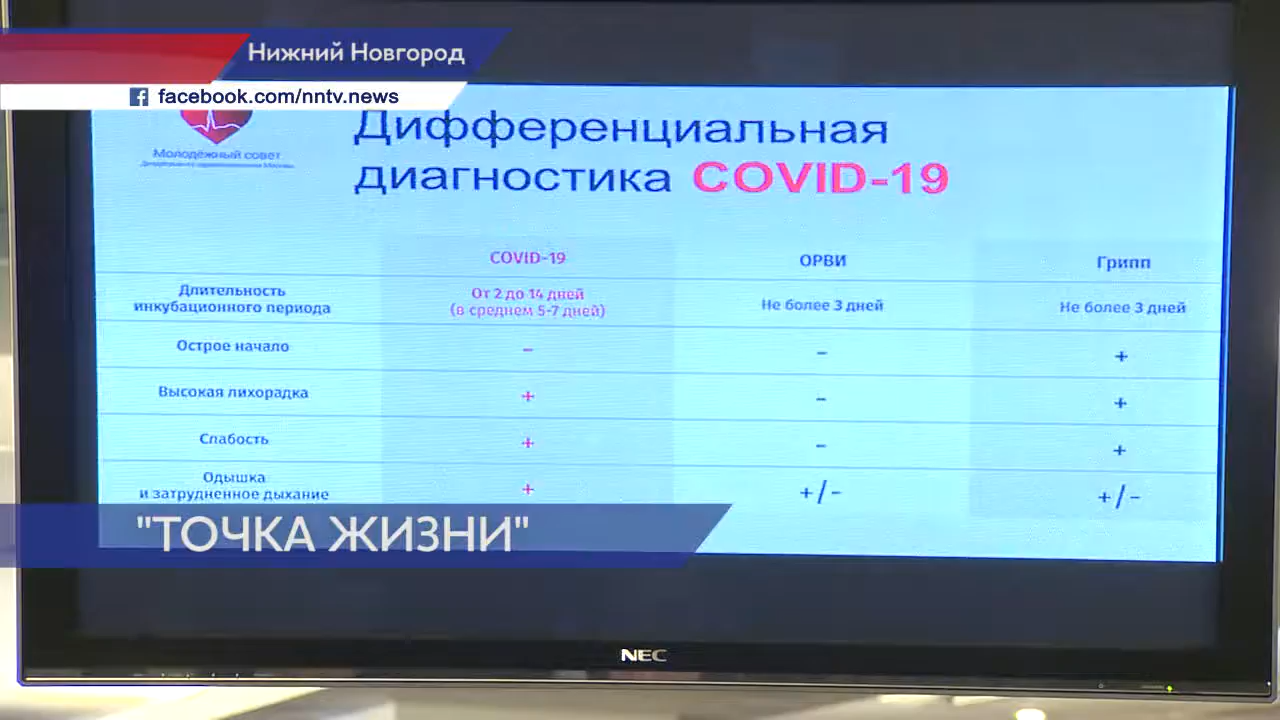 Нижний Новгород
facebook.com/nntv.news
Молодёжный совет
Дифференциальная
диагностика COVID-19
COVID-19 ОРВИ Грипп
Длительность
инкубационного периода
От 2 до 14 дней
(в среднем 5-7 дней)
Не более 3 дней
Не более 3 дней
Острое начало - - +
Высокая лихорадка + - +
Слабость + - +
Одышка
и затрудненное дыхание
+ +/- +/-
"ТОЧКА ЖИЗНИ"
NEC